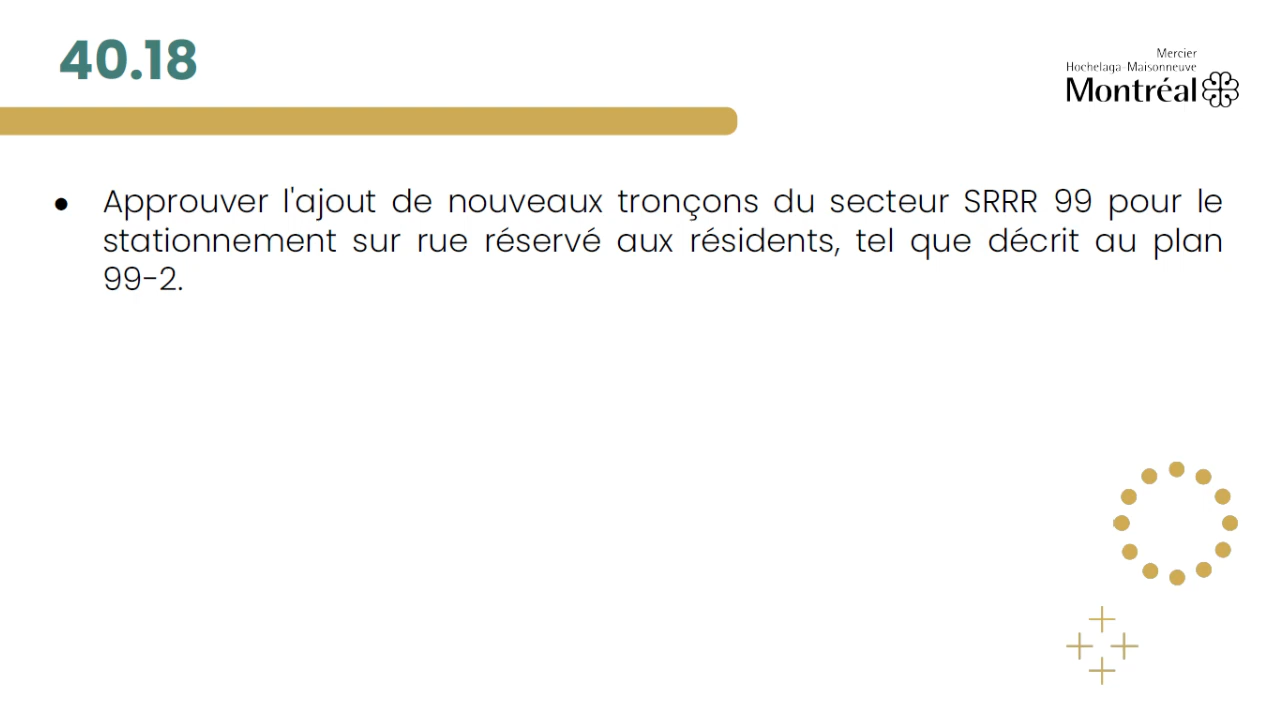 40.18
Mercier
Hochelaga-Maisonneuve
Montréal
● Approuver l'ajout de nouveaux tronçons du secteur SRRR 99 pour le
stationnement sur rue réservé aux résidents, tel que décrit au plan
99-2.